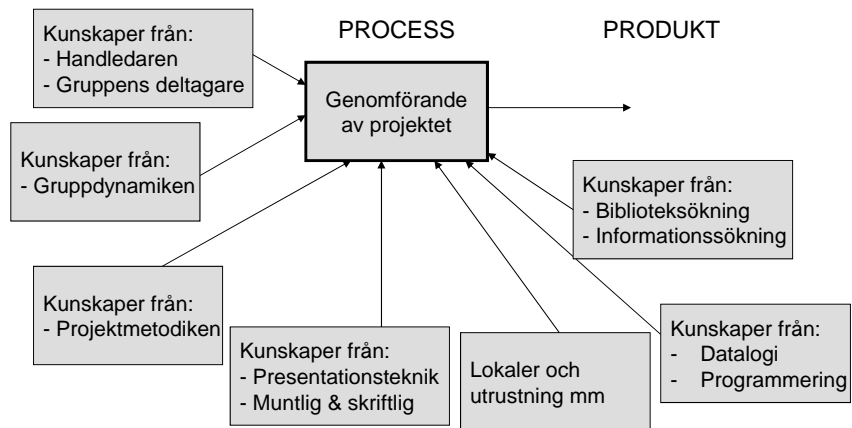 PROCESS
PRODUKT
Kunskaper från:
- Handledaren
- Gruppens deltagare
Genomförande
av projektet
Kunskaper från:
- Gruppdynamiken
Kunskaper från:
- Biblioteksökning
- Informationssökning
Kunskaper från:
- Projektmetodiken
Kunskaper från:
- Presentationsteknik
- Muntlig & skriftlig
Lokaler och
utrustning mm
Kunskaper från:
- Datalogi
- Programmering